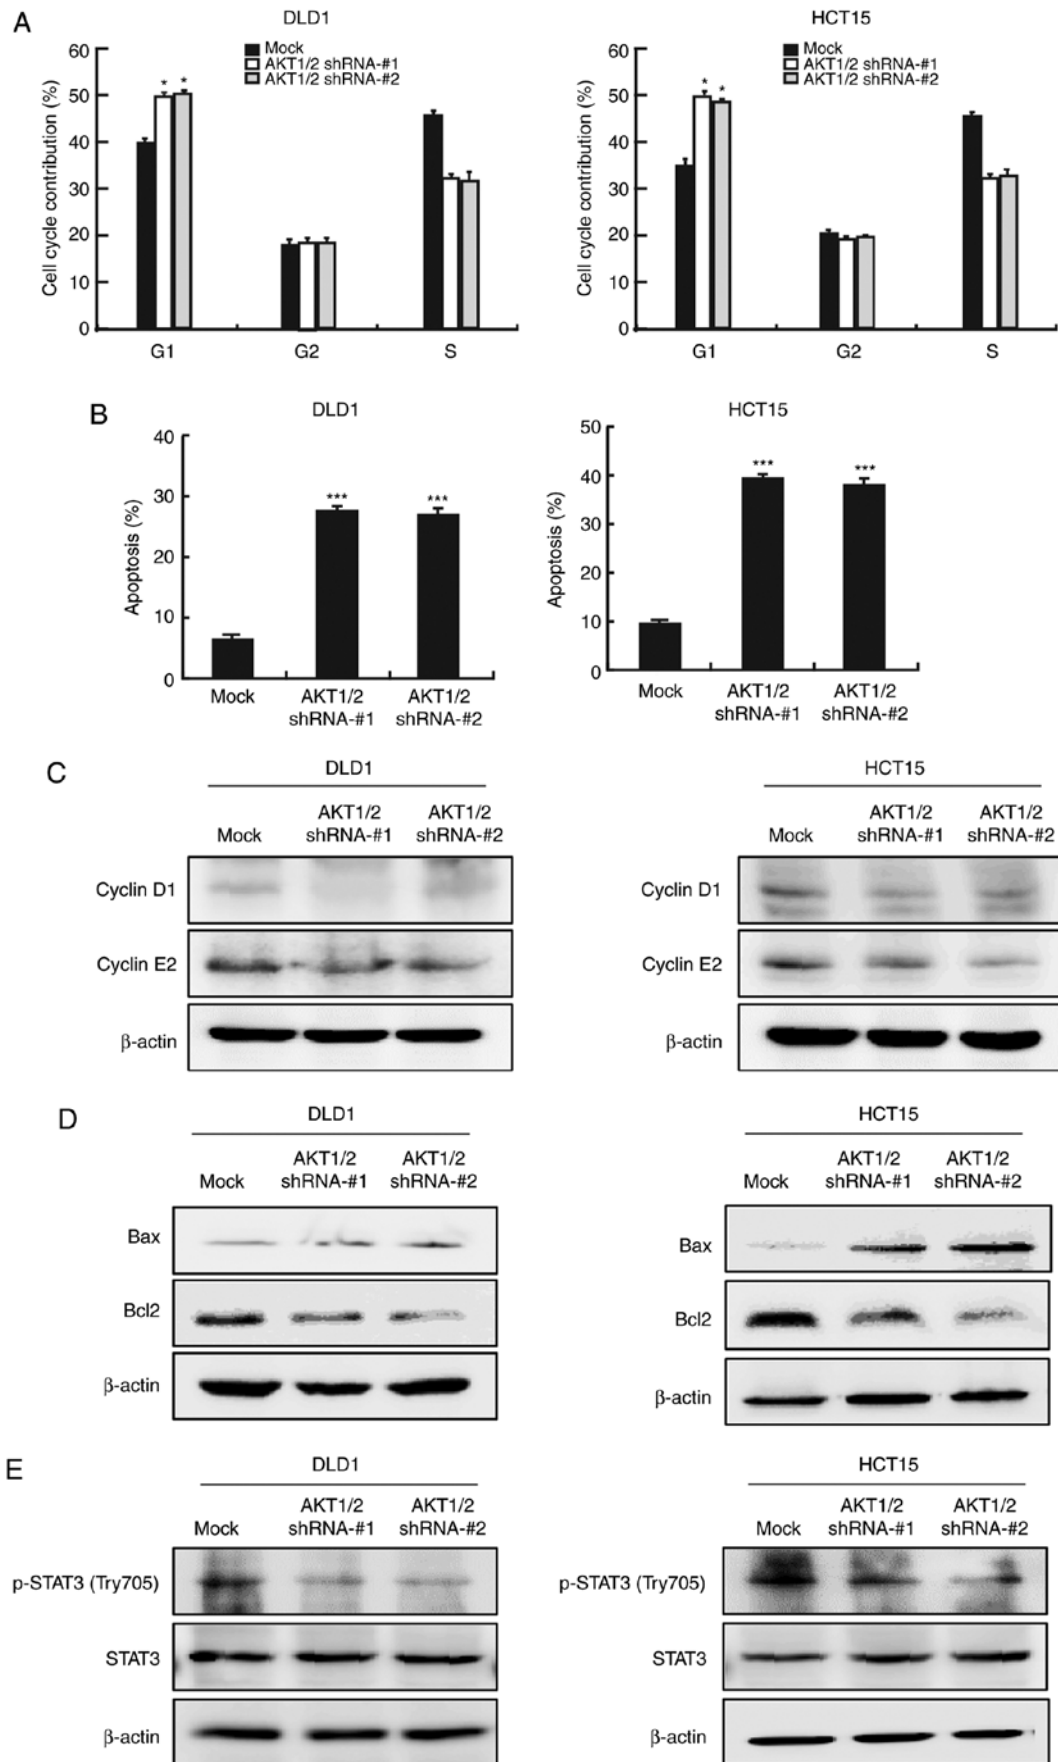 A
DLD1
Mock
AKT1/2 shRNA-#1
AKT1/2 shRNA-#2
Cell cycle contribution (%)
60
50
40
30
20
10
0
* *
G1 G2 S
HCT15
Mock
AKT1/2 shRNA-#1
AKT1/2 shRNA-#2
Cell cycle contribution (%)
60
50
40
30
20
10
0
* *
G1 G2 S
B
DLD1
Apoptosis (%)
40
30
20
10
0
*** ***
Mock AKT1/2 AKT1/2
shRNA-#1 shRNA-#2
HCT15
Apoptosis (%)
50
40
30
20
10
0
*** ***
Mock AKT1/2 AKT1/2
shRNA-#1 shRNA-#2
C
DLD1
AKT1/2 AKT1/2
Mock shRNA-#1 shRNA-#2
Cyclin D1
Cyclin E2
β-actin
HCT15
AKT1/2 AKT1/2
Mock shRNA-#1 shRNA-#2
Cyclin D1
Cyclin E2
β-actin
D
DLD1
AKT1/2 AKT1/2
Mock shRNA-#1 shRNA-#2
Bax
Bcl2
β-actin
HCT15
AKT1/2 AKT1/2
Mock shRNA-#1 shRNA-#2
Bax
Bcl2
β-actin
E
DLD1
AKT1/2 AKT1/2
Mock shRNA-#1 shRNA-#2
p-STAT3 (Try705)
STAT3
β-actin
HCT15
AKT1/2 AKT1/2
Mock shRNA-#1 shRNA-#2
p-STAT3 (Try705)
STAT3
β-actin